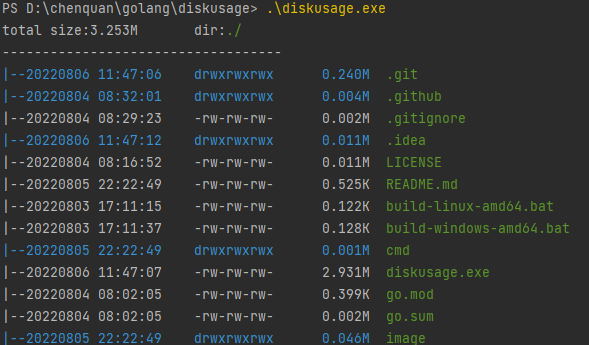 PS D:\chenquan\golang\diskusage> .\diskusage.exe
total size:3.253M dir:./
----------------------------------
|--20220806 11:47:06 drwxrwxrwx 0.240M .git
|--20220804 08:32:01 drwxrwxrwx 0.004M .github
|--20220804 08:29:23 -rw-rw-rw- 0.002M .gitignore
|--20220806 11:47:12 drwxrwxrwx 0.011M .idea
|--20220804 08:16:52 -rw-rw-rw- 0.011M LICENSE
|--20220805 22:22:49 -rw-rw-rw- 0.525K README.md
|--20220803 17:11:15 -rw-rw-rw- 0.122K build-linux-amd64.bat
|--20220803 17:11:37 -rw-rw-rw- 0.128K build-windows-amd64.bat
|--20220805 22:22:49 drwxrwxrwx 0.001M cmd
|--20220806 11:47:07 -rw-rw-rw- 2.931M diskusage.exe
|--20220804 08:02:05 -rw-rw-rw- 0.399K go.mod
|--20220804 08:02:05 -rw-rw-rw- 0.002M go.sum
|--20220805 22:22:49 drwxrwxrwx 0.046M image